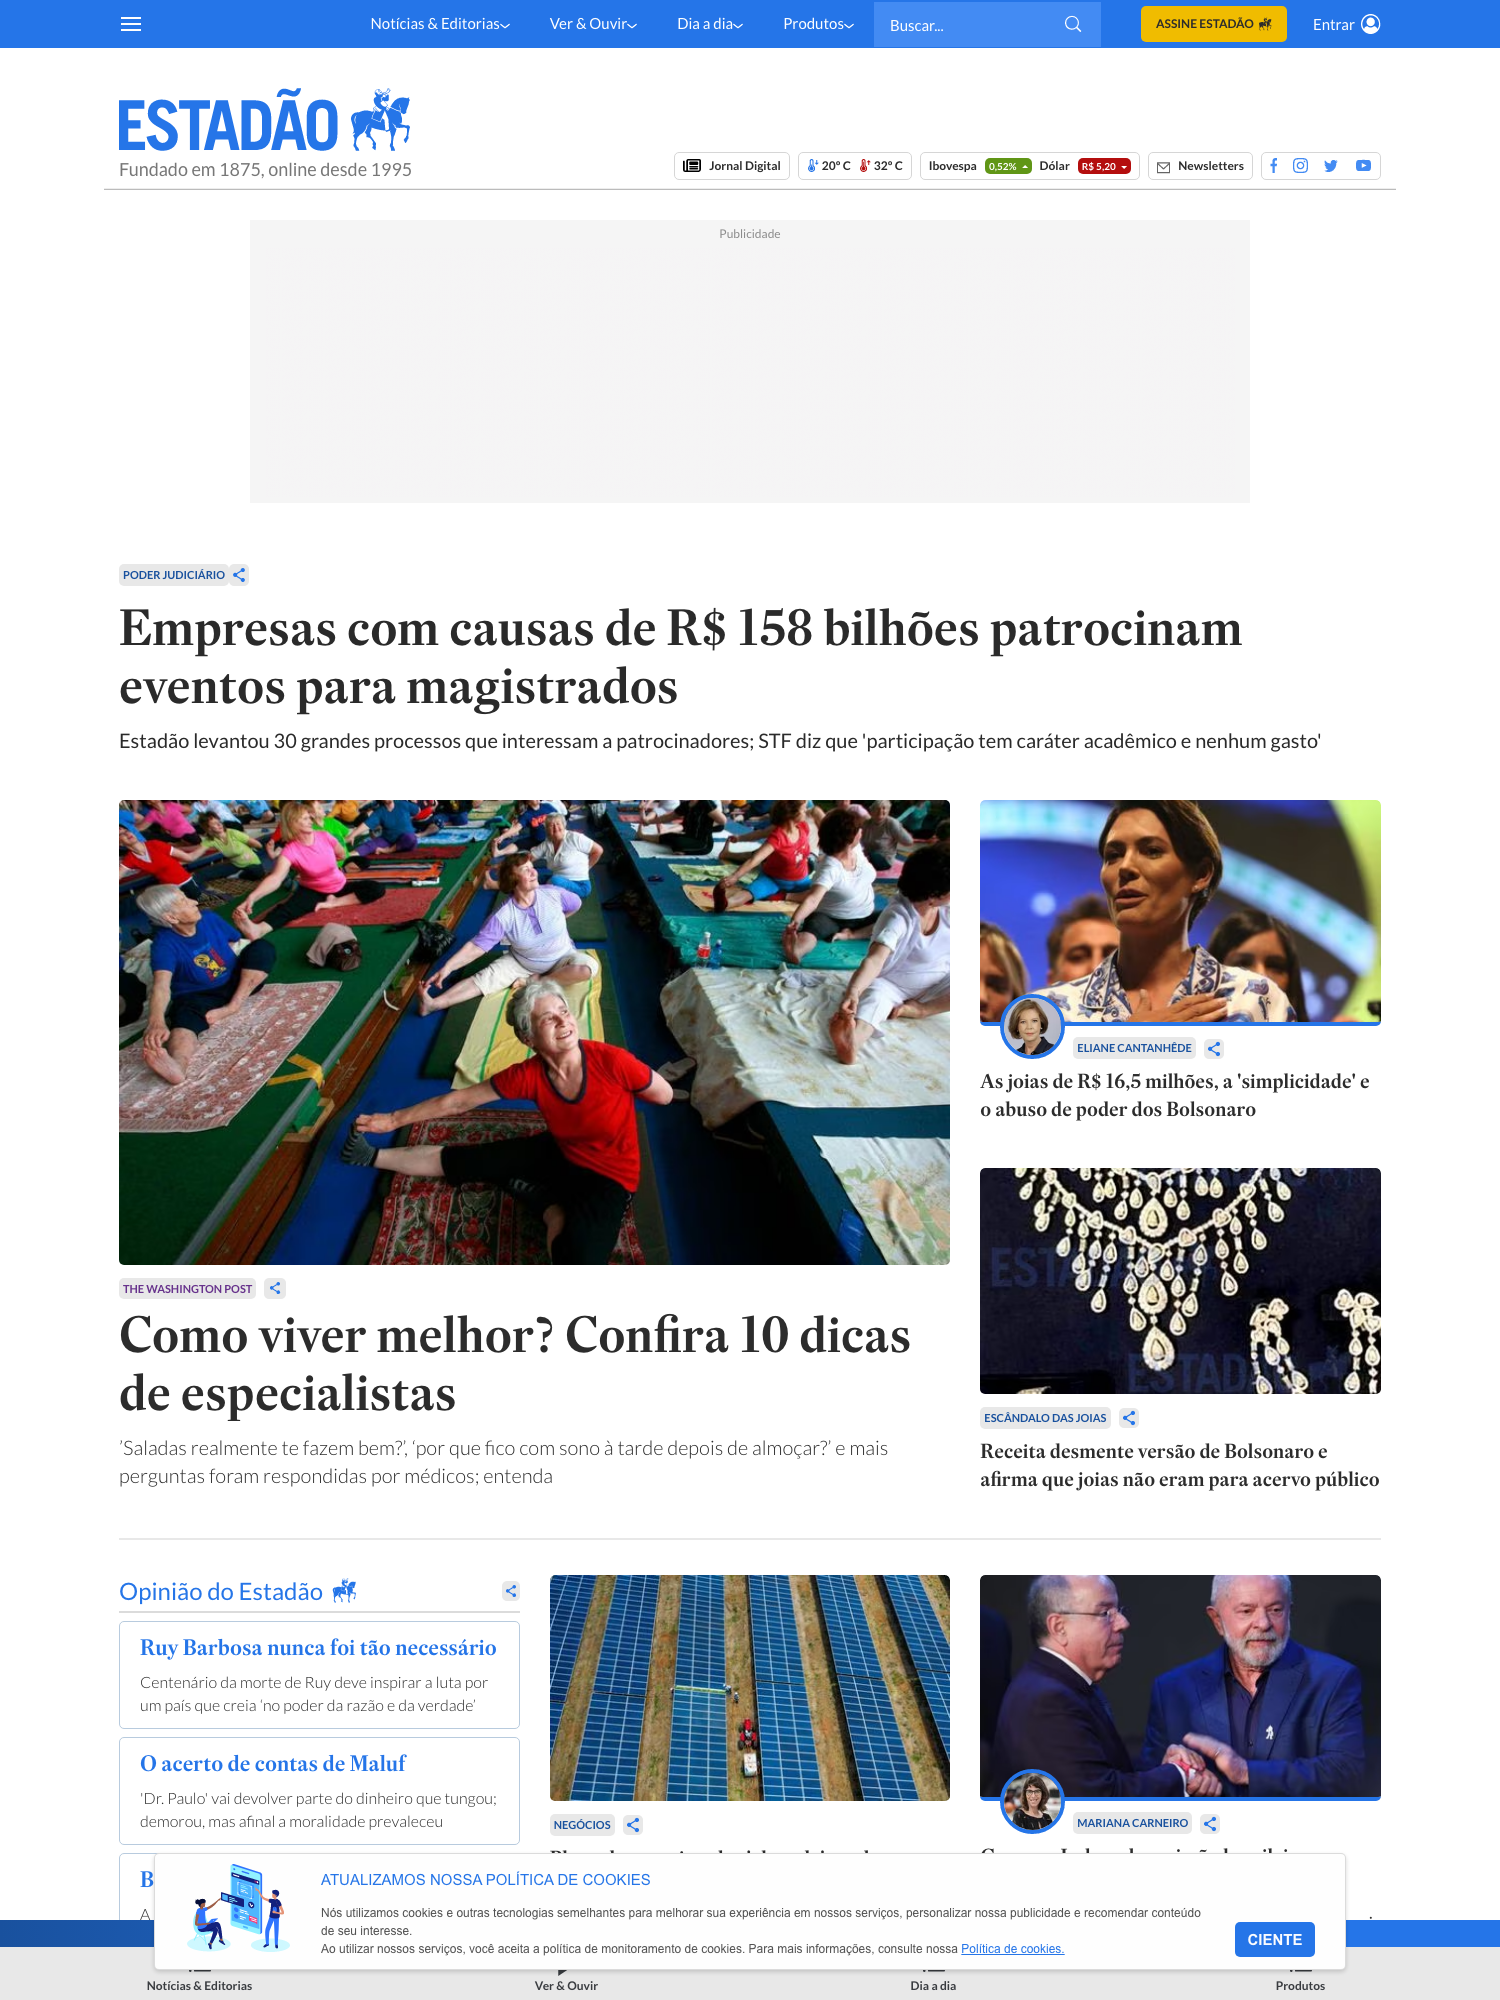 Notícias & Editorias
Ver & Ouvir
Dia a dia
Produtos
Buscar...
ASSINE ESTADÃO
Entrar
ESTADÃO
Fundado em 1875, online desde 1995
Jornal Digital
20º C 32º C
Ibovespa 0,52% Dólar R$ 5,20
Newsletters
Publicidade
PODER JUDICIÁRIO
Empresas com causas de R$ 158 bilhões patrocinam
eventos para magistrados
Estadão levantou 30 grandes processos que interessam a patrocinadores; STF diz que 'participação tem caráter acadêmico e nenhum gasto'
THE WASHINGTON POST
Como viver melhor? Confira 10 dicas
de especialistas
’Saladas realmente te fazem bem?’, ‘por que fico com sono à tarde depois de almoçar?’ e mais
perguntas foram respondidas por médicos; entenda
ELIANE CANTANHÊDE
As joias de R$ 16,5 milhões, a 'simplicidade' e
o abuso de poder dos Bolsonaro
ESTADÃO
ESTADÃO
ESCÂNDALO DAS JOIAS
Receita desmente versão de Bolsonaro e
afirma que joias não eram para acervo público
Opinião do Estadão
Ruy Barbosa nunca foi tão necessário
Centenário da morte de Ruy deve inspirar a luta por
um país que creia ‘no poder da razão e da verdade’
O acerto de contas de Maluf
'Dr. Paulo' vai devolver parte do dinheiro que tungou;
demorou, mas afinal a moralidade prevaleceu
B
A
NEGÓCIOS
MARIANA CARNEIRO
ATUALIZAMOS NOSSA POLÍTICA DE COOKIES
Nós utilizamos cookies e outras tecnologias semelhantes para melhorar sua experiência em nossos serviços, personalizar nossa publicidade e recomendar conteúdo
de seu interesse.
Ao utilizar nossos serviços, você aceita a política de monitoramento de cookies. Para mais informações, consulte nossa Política de cookies.
CIENTE
Notícias & Editorias
Ver & Ouvir
Dia a dia
Produtos